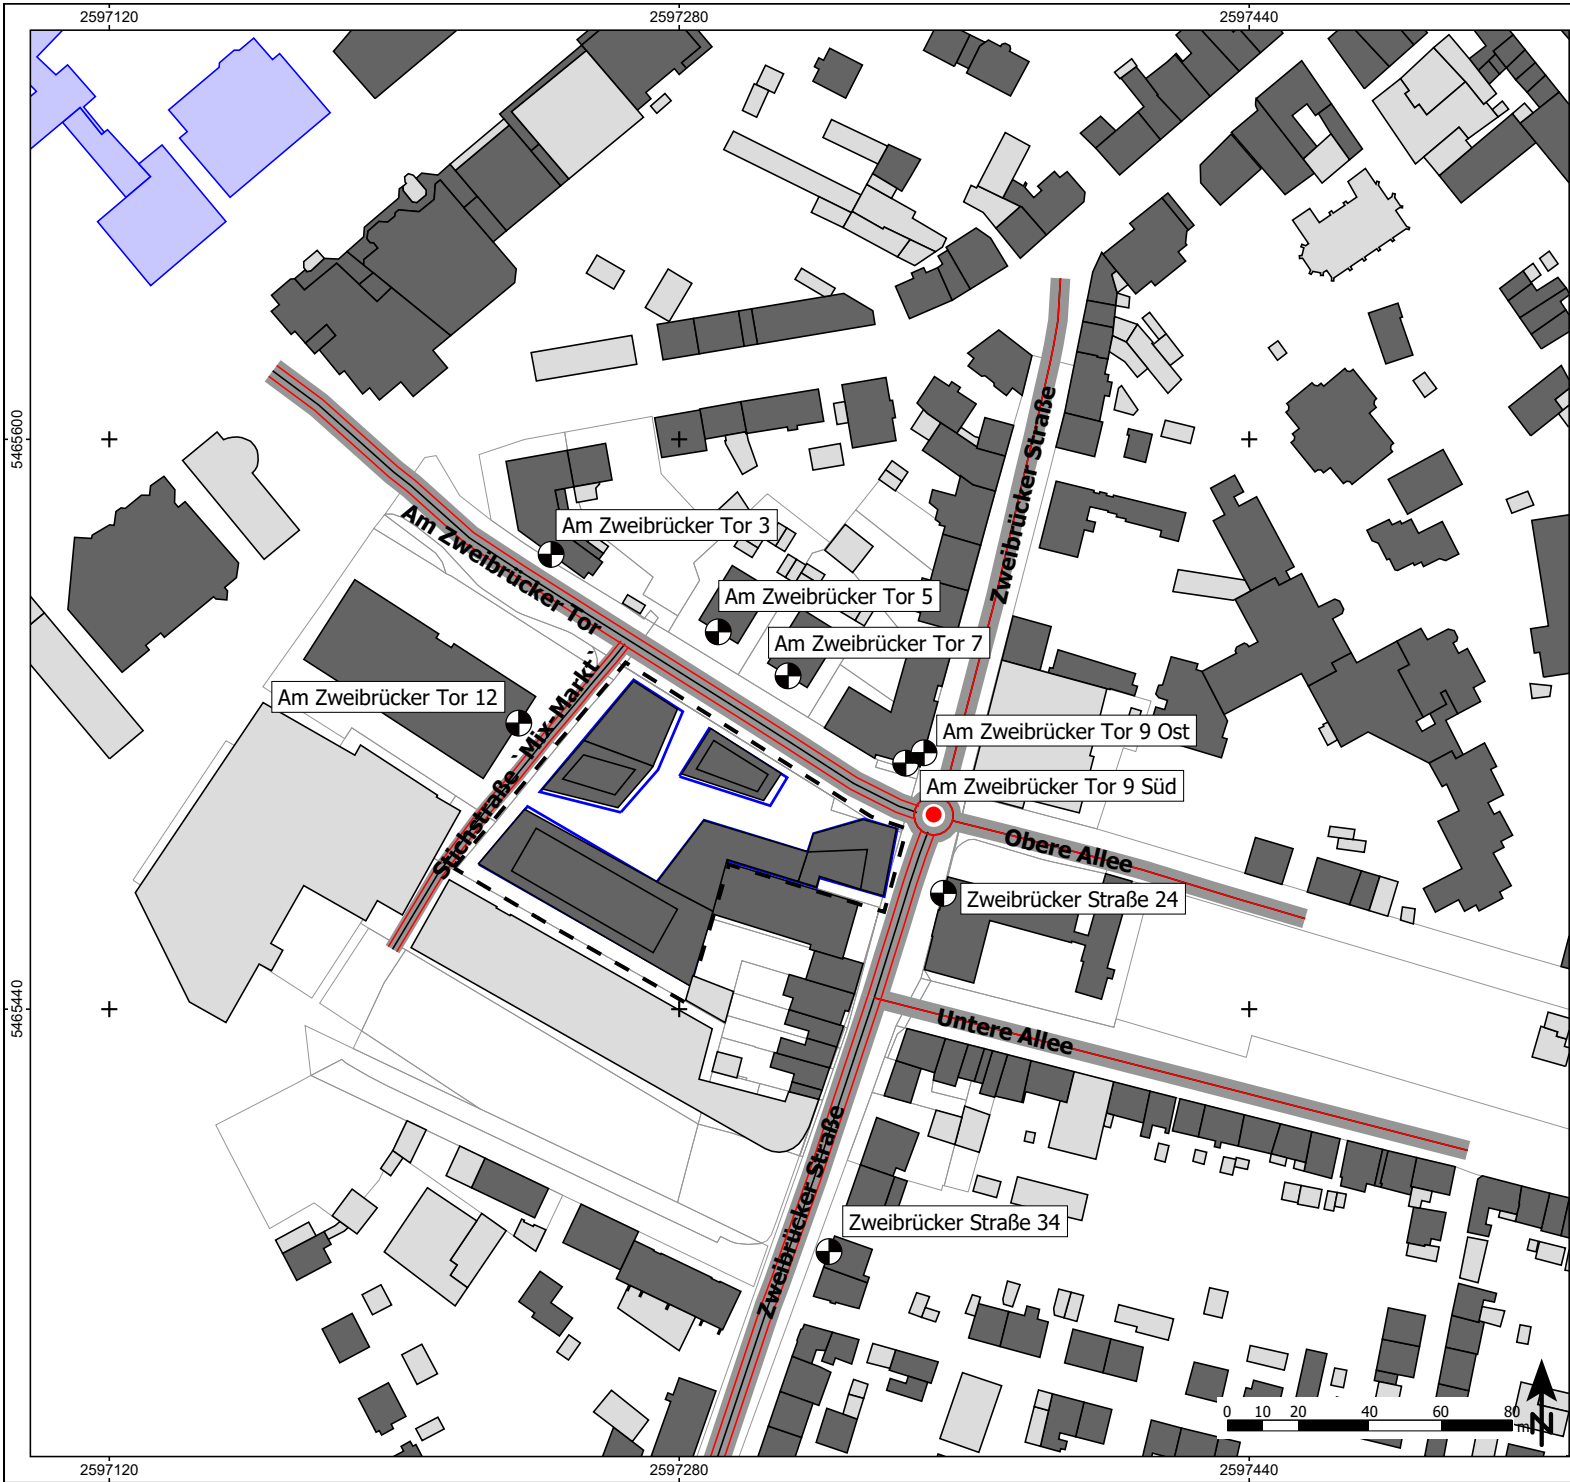 2597120
2597280
2597440
5465600
5465440
Zweibrücker Straße
Am Zweibrücker Tor
Am Zweibrücker Tor 3
Am Zweibrücker Tor 5
Am Zweibrücker Tor 7
Am Zweibrücker Tor 12
Am Zweibrücker Tor 9 Ost
Am Zweibrücker Tor 9 Süd
Stichstraße `Mix-Markt`
Obere Allee
Zweibrücker Straße 24
Untere Allee
Zweibrücker Straße
Zweibrücker Straße 34
0 10 20 40 60 80
m
N
2597120
2597280
2597440